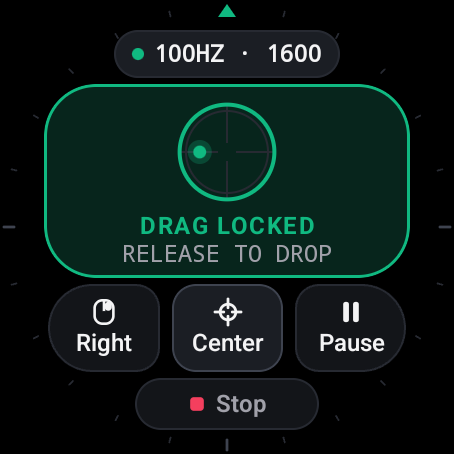 100HZ · 1600
DRAG LOCKED
RELEASE TO DROP
Right
Center
Pause
Stop